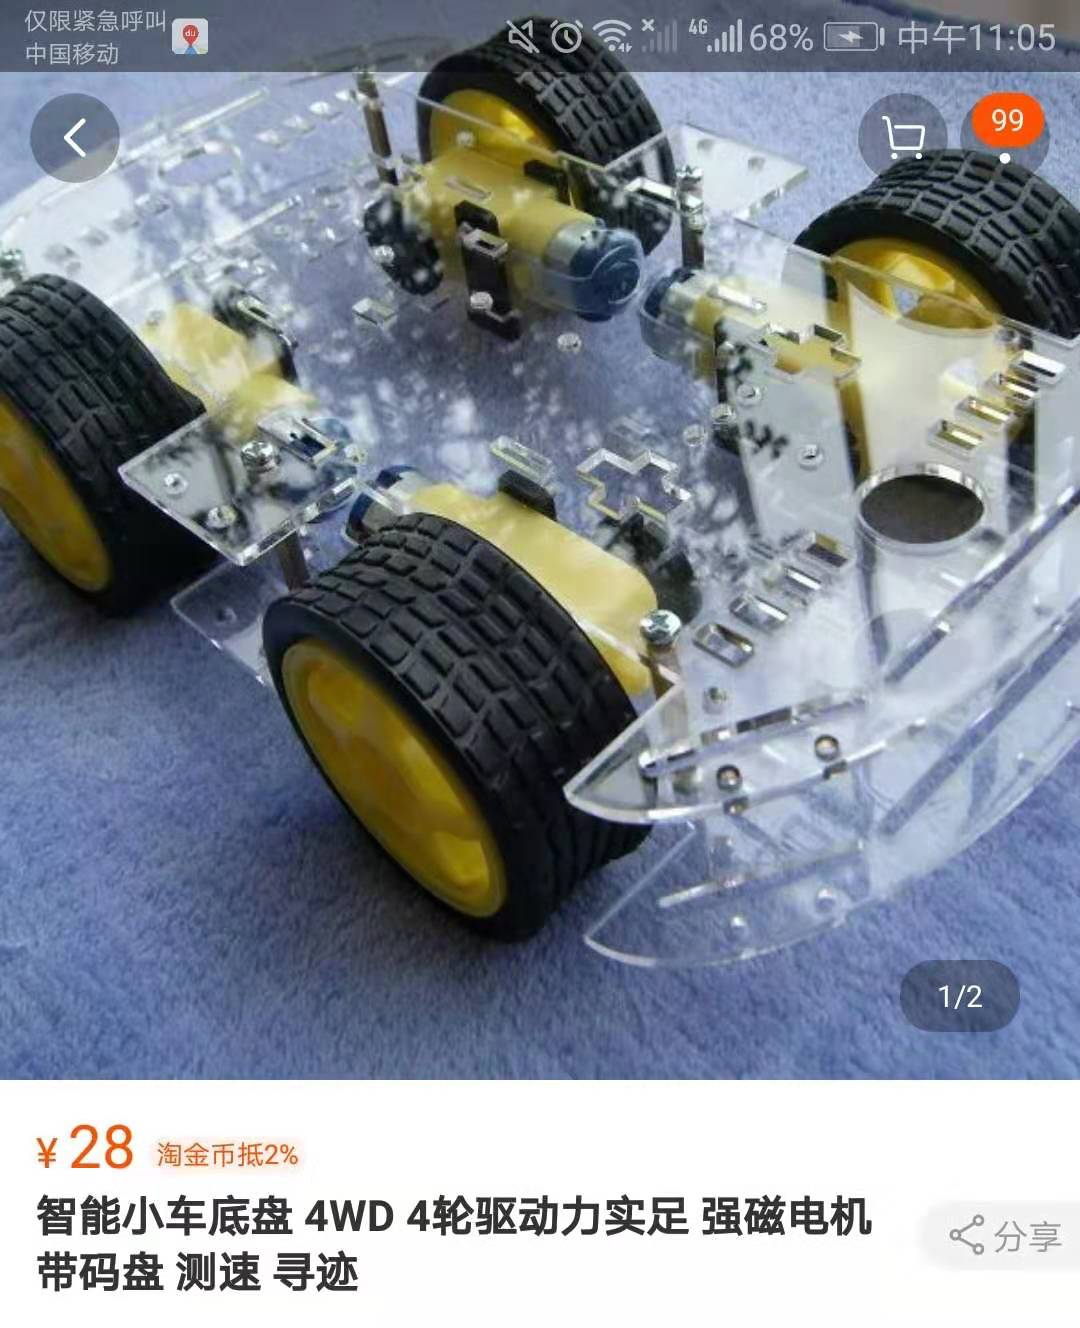 仅限紧急呼叫
中国移动
du
4G
68%
中午11:05
99
1/2
¥28 淘金币抵2%
智能小车底盘 4WD 4轮驱动力实足 强磁电机
带码盘 测速 寻迹
分享